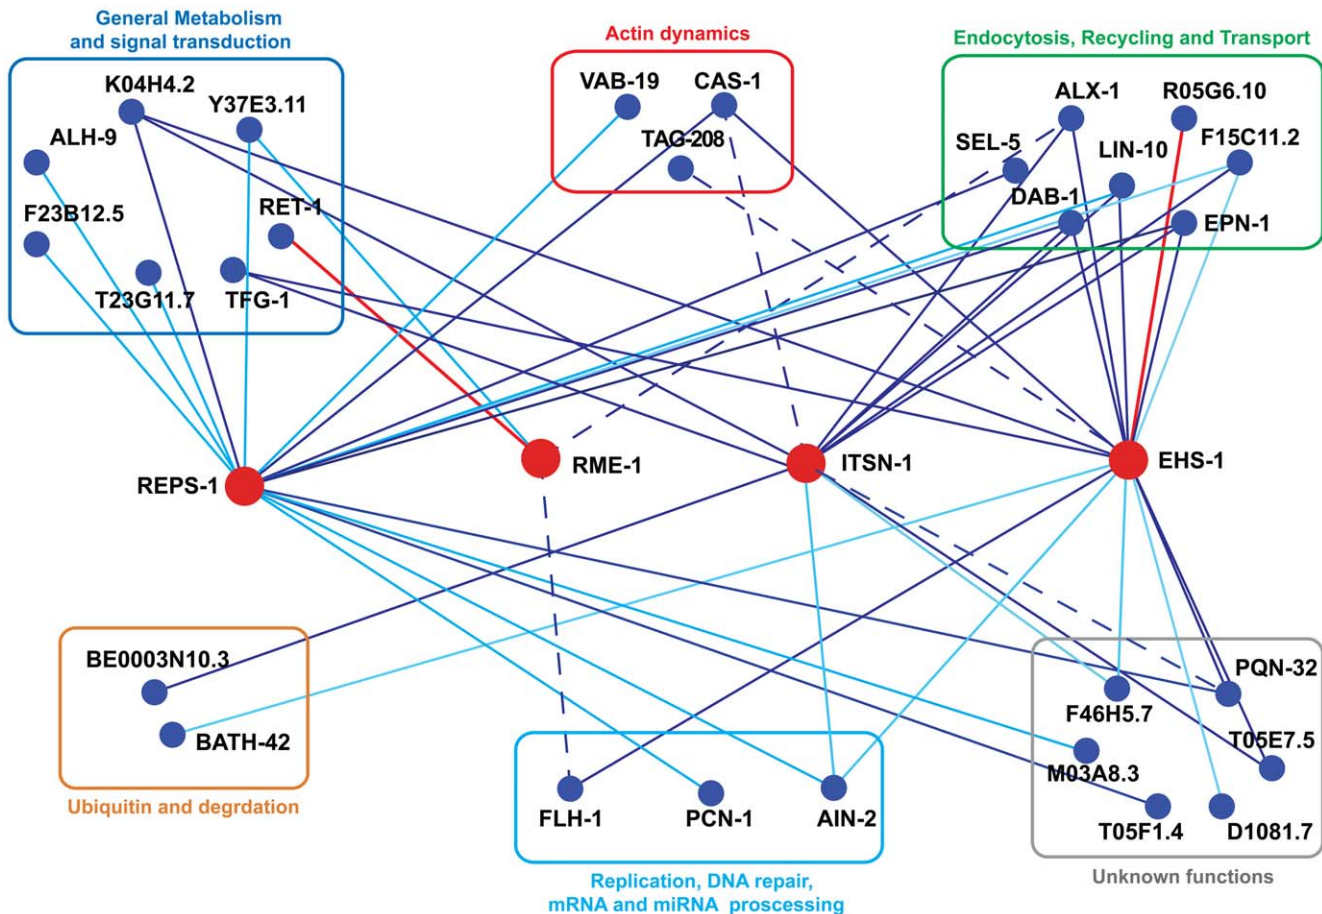 General Metabolism
and signal transduction
Actin dynamics
Endocytosis, Recycling and Transport
K04H4.2
Y37E3.11
ALH-9
F23B12.5
RET-1
T23G11.7
TFG-1
VAB-19
CAS-1
TAG-208
ALX-1
R05G6.10
SEL-5
LIN-10
F15C11.2
DAB-1
EPN-1
REPS-1
RME-1
ITSN-1
EHS-1
BE0003N10.3
BATH-42
Ubiquitin and degrdation
FLH-1
PCN-1
AIN-2
Replication, DNA repair,
mRNA and miRNA proscessing
PQN-32
F46H5.7
T05E7.5
M03A8.3
T05F1.4
D1081.7
Unknown functions